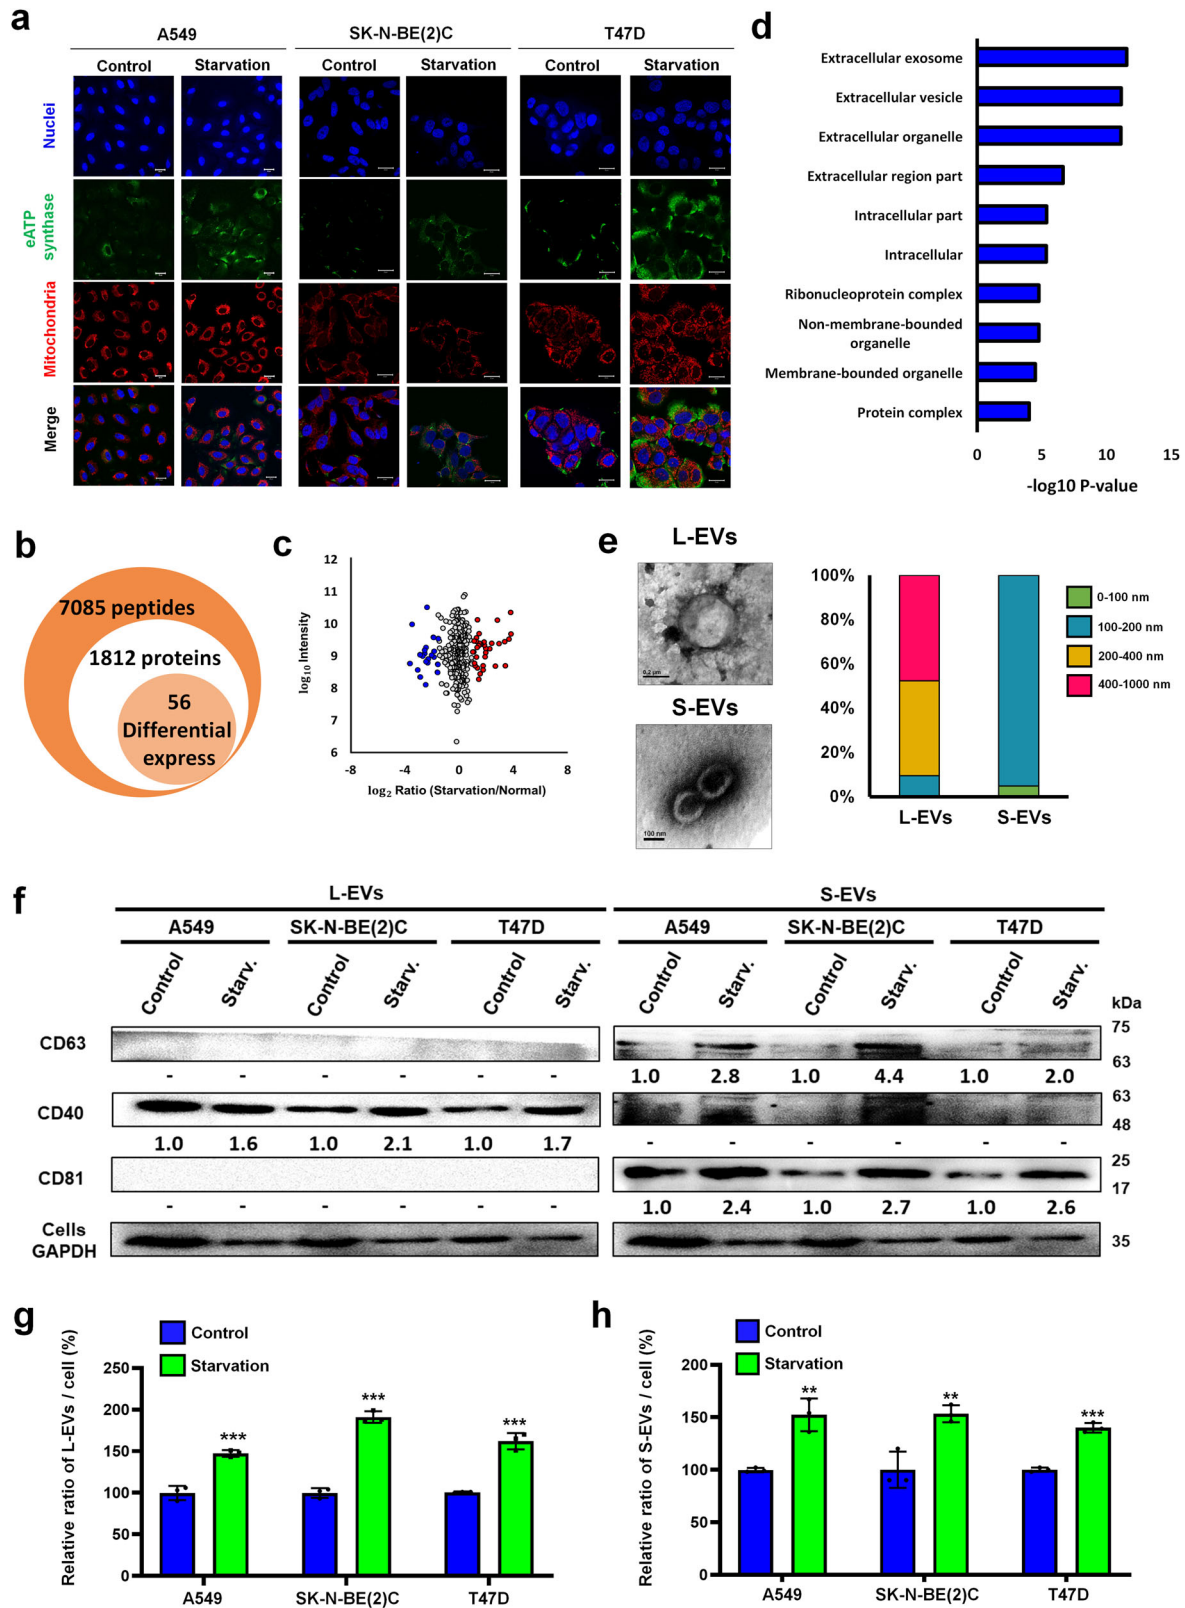 a
A549
SK-N-BE(2)C
T47D
Control
Starvation
Control
Starvation
Control
Starvation
Nuclei
eATP
synthase
Mitochondria
Merge
d
Extracellular exosome
Extracellular vesicle
Extracellular organelle
Extracellular region part
Intracellular part
Intracellular
Ribonucleoprotein complex
Non-membrane-bounded
organelle
Membrane-bounded organelle
Protein complex
0 5 10 15
-log10 P-value
b
7085 peptides
1812 proteins
56
Differential
express
c
12
11
10
9
8
7
6
log₁₀ Intensity
-8 -4 0 4 8
log₂ Ratio (Starvation/Normal)
e
L-EVs
0.2 μm
S-EVs
100 nm
100%
80%
60%
40%
20%
0%
L-EVs S-EVs
0-100 nm
100-200 nm
200-400 nm
400-1000 nm
f
L-EVs
S-EVs
A549 SK-N-BE(2)C T47D A549 SK-N-BE(2)C T47D
Control Starv. Control Starv. Control Starv. Control Starv. Control Starv. Control Starv.
kDa
CD63
75
63
- - - - - - 1.0 2.8 1.0 4.4 1.0 2.0
CD40
63
48
1.0 1.6 1.0 2.1 1.0 1.7 - - - - - -
CD81
25
17
- - - - - - 1.0 2.4 1.0 2.7 1.0 2.6
Cells
GAPDH
35
g
Control
Starvation
Relative ratio of L-EVs / cell (%)
250
200
150
100
50
0
***
***
***
A549 SK-N-BE(2)C T47D
h
Control
Starvation
Relative ratio of S-EVs / cell (%)
200
150
100
50
0
**
**
***
A549 SK-N-BE(2)C T47D